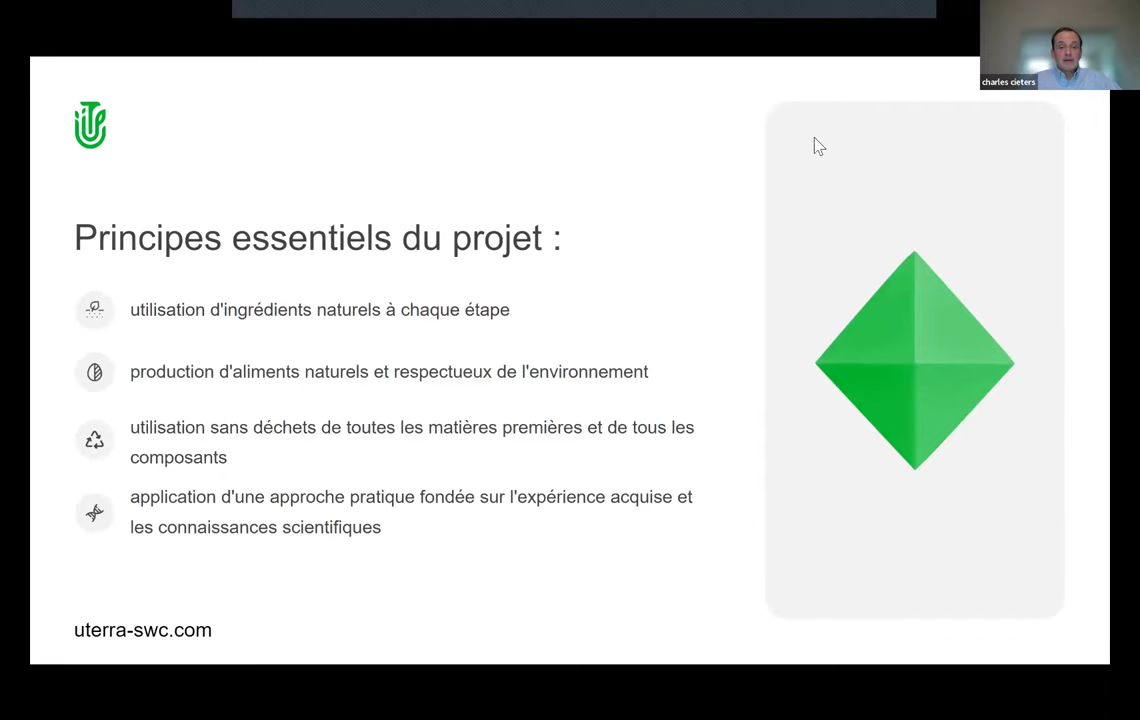 charles cieters
Principes essentiels du projet :
utilisation d'ingrédients naturels à chaque étape
production d'aliments naturels et respectueux de l'environnement
utilisation sans déchets de toutes les matières premières et de tous les
composants
application d'une approche pratique fondée sur l'expérience acquise et
les connaissances scientifiques
uterra-swc.com